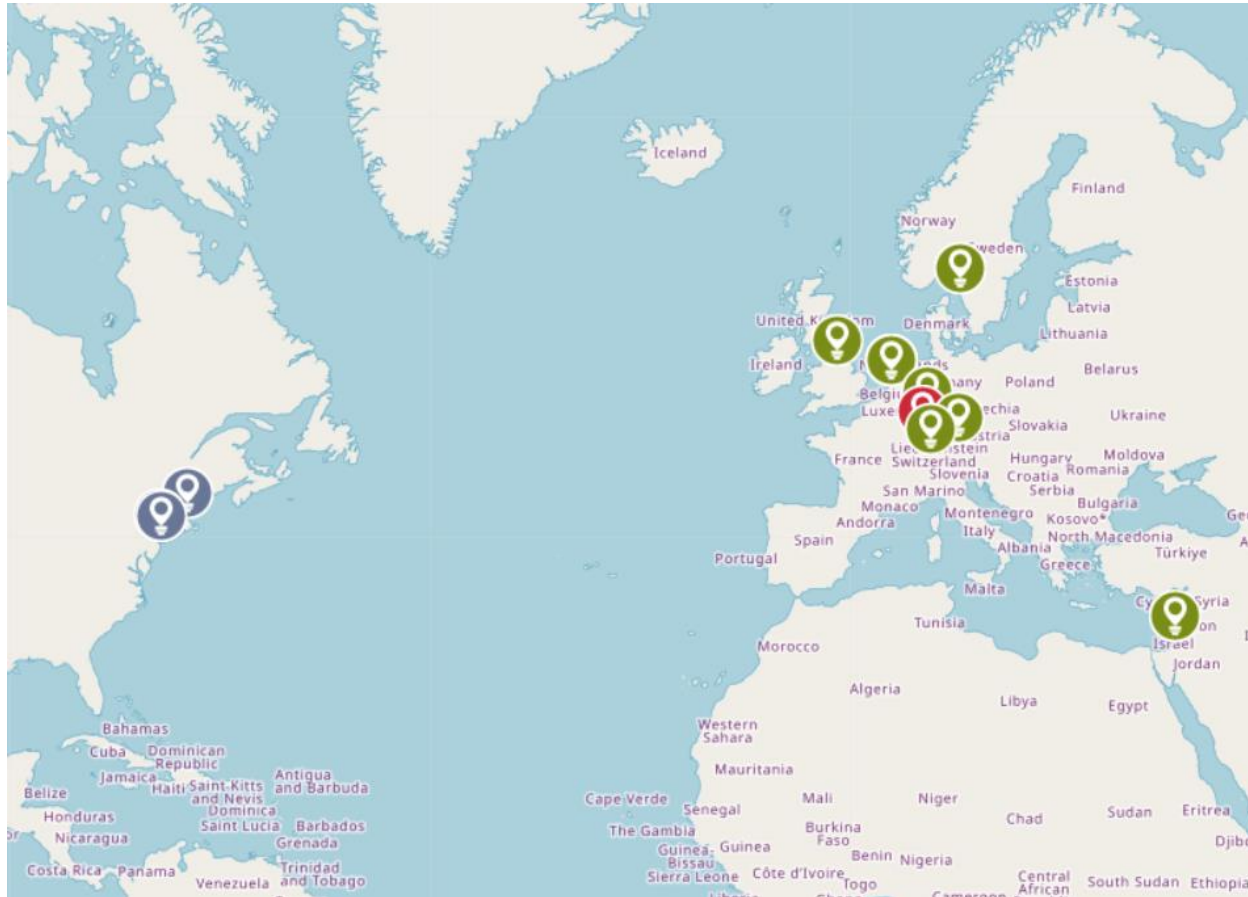 Iceland
Finland
Norway
Sweden
Estonia
Latvia
United Kingdom
Denmark
Lithuania
Ireland
Belarus
Poland
Ukraine
Slovakia
Liechtenstein
France
Switzerland
Hungary
Moldova
Slovenia
Croatia
Romania
San Marino
Serbia
Monaco
Bulgaria
Andorra
Montenegro
Kosovo*
Spain
Italy
North Macedonia
Portugal
Albania
Türkiye
Greece
Malta
Syria
Tunisia
Israel
Morocco
Jordan
Algeria
Libya
Egypt
Western
Sahara
Bahamas
Cuba
Dominican
Republic
Mauritania
Jamaica
Haiti
Saint Kitts
and Nevis
Antigua
and Barbuda
Belize
Cape Verde
Senegal
Mali
Niger
Chad
Sudan
Eritrea
Honduras
Dominica
Saint Lucia
Barbados
The Gambia
Burkina
Faso
Nicaragua
Grenada
Guinea-
Bissau
Guinea
Benin
Nigeria
Costa Rica
Panama
Venezuela
Trinidad
and Tobago
Sierra Leone
Côte d'Ivoire
Togo
Central
African
South Sudan
Ethiopia